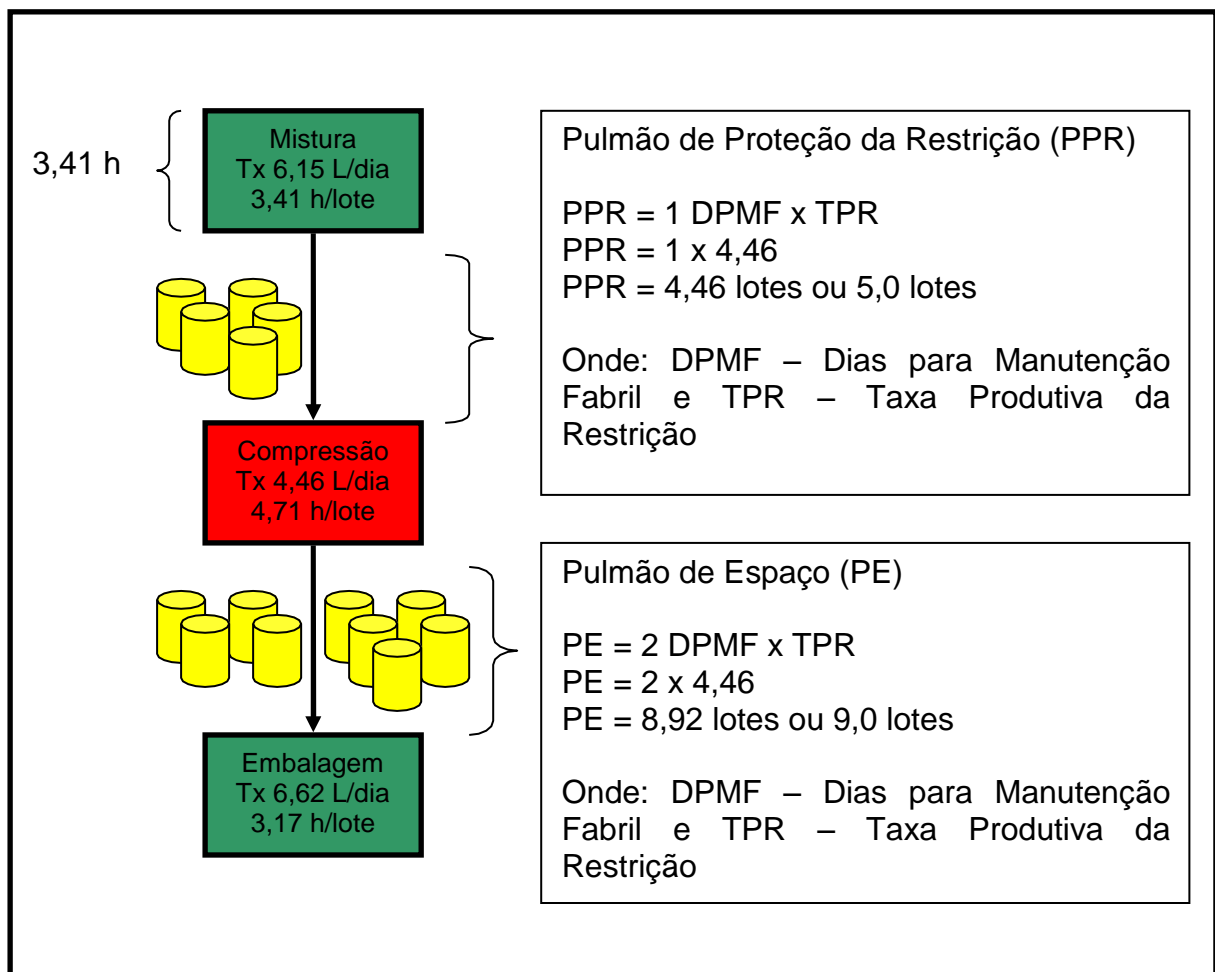 3,41 h
Mistura
Tx 6,15 L/dia
3,41 h/lote
Pulmão de Proteção da Restrição (PPR)
PPR = 1 DPMF x TPR
PPR = 1 x 4,46
PPR = 4,46 lotes ou 5,0 lotes
Onde: DPMF – Dias para Manutenção
Fabril e TPR – Taxa Produtiva da
Restrição
Compressão
Tx 4,46 L/dia
4,71 h/lote
Pulmão de Espaço (PE)
PE = 2 DPMF x TPR
PE = 2 x 4,46
PE = 8,92 lotes ou 9,0 lotes
Onde: DPMF – Dias para Manutenção
Fabril e TPR – Taxa Produtiva da
Restrição
Embalagem
Tx 6,62 L/dia
3,17 h/lote